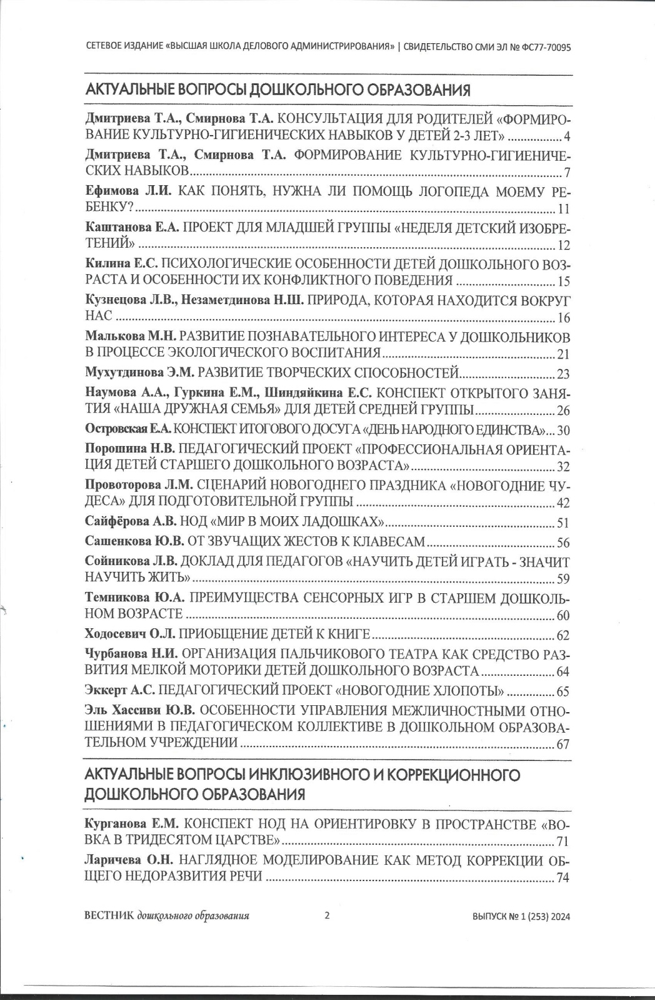 СЕТЕВОЕ ИЗДАНИЕ «ВЫСШАЯ ШКОЛА ДЕЛОВОГО АДМИНИСТРИРОВАНИЯ» | СВИДЕТЕЛЬСТВО СМИ ЭЛ № ФС77-70095
АКТУАЛЬНЫЕ ВОПРОСЫ ДОШКОЛЬНОГО ОБРАЗОВАНИЯ
Дмитриева Т.А., Смирнова Т.А. КОНСУЛЬТАЦИЯ ДЛЯ РОДИТЕЛЕЙ «ФОРМИРО-
ВАНИЕ КУЛЬТУРНО-ГИГИЕНИЧЕСКИХ НАВЫКОВ У ДЕТЕЙ 2-3 ЛЕТ» ................ 4
Дмитриева Т.А., Смирнова Т.А. ФОРМИРОВАНИЕ КУЛЬТУРНО-ГИГИЕНИЧЕ-
СКИХ НАВЫКОВ ................ 7
Ефимова Л.И. КАК ПОНЯТЬ, НУЖНА ЛИ ПОМОЩЬ ЛОГОПЕДА МОЕМУ РЕ-
БЕНКУ? ................ 11
Каштанова Е.А. ПРОЕКТ ДЛЯ МЛАДШЕЙ ГРУППЫ «НЕДЕЛЯ ДЕТСКИЙ ИЗОБРЕ-
ТЕНИЙ» ................ 12
Килина Е.С. ПСИХОЛОГИЧЕСКИЕ ОСОБЕННОСТИ ДЕТЕЙ ДОШКОЛЬНОГО ВОЗ-
РАСТА И ОСОБЕННОСТИ ИХ КОНФЛИКТНОГО ПОВЕДЕНИЯ ................ 15
Кузнецова Л.В., Незаметдинова Н.Ш. ПРИРОДА, КОТОРАЯ НАХОДИТСЯ ВОКРУГ
НАС ................ 16
Малькова М.Н. РАЗВИТИЕ ПОЗНАВАТЕЛЬНОГО ИНТЕРЕСА У ДОШКОЛЬНИКОВ
В ПРОЦЕССЕ ЭКОЛОГИЧЕСКОГО ВОСПИТАНИЯ ................ 21
Мухутдинова Э.М. РАЗВИТИЕ ТВОРЧЕСКИХ СПОСОБНОСТЕЙ ................ 23
Наумова А.А., Гуркина Е.М., Шиндяйкина Е.С. КОНСПЕКТ ОТКРЫТОГО ЗАНЯ-
ТИЯ «НАША ДРУЖНАЯ СЕМЬЯ» ДЛЯ ДЕТЕЙ СРЕДНЕЙ ГРУППЫ ................ 26
Островская Е.А. КОНСПЕКТ ИТОГОВОГО ДОСУГА «ДЕНЬ НАРОДНОГО ЕДИНСТВА»... 30
Порошина Н.В. ПЕДАГОГИЧЕСКИЙ ПРОЕКТ «ПРОФЕССИОНАЛЬНАЯ ОРИЕНТА-
ЦИЯ ДЕТЕЙ СТАРШЕГО ДОШКОЛЬНОГО ВОЗРАСТА» ................ 32
Провоторова Л.М. СЦЕНАРИЙ НОВОГОДНЕГО ПРАЗДНИКА «НОВОГОДНИЕ ЧУ-
ДЕСА» ДЛЯ ПОДГОТОВИТЕЛЬНОЙ ГРУППЫ ................ 42
Сайфёрова А.В. НОД «МИР В МОИХ ЛАДОШКАХ» ................ 51
Сашенкова Ю.В. ОТ ЗВУЧАЩИХ ЖЕСТОВ К КЛАВЕСАМ ................ 56
Сойникова Л.В. ДОКЛАД ДЛЯ ПЕДАГОГОВ «НАУЧИТЬ ДЕТЕЙ ИГРАТЬ - ЗНАЧИТ
НАУЧИТЬ ЖИТЬ» ................ 59
Темникова Ю.А. ПРЕИМУЩЕСТВА СЕНСОРНЫХ ИГР В СТАРШЕМ ДОШКОЛЬ-
НОМ ВОЗРАСТЕ ................ 60
Ходосевич О.Л. ПРИОБЩЕНИЕ ДЕТЕЙ К КНИГЕ ................ 62
Чурбанова Н.И. ОРГАНИЗАЦИЯ ПАЛЬЧИКОВОГО ТЕАТРА КАК СРЕДСТВО РАЗ-
ВИТИЯ МЕЛКОЙ МОТОРИКИ ДЕТЕЙ ДОШКОЛЬНОГО ВОЗРАСТА ................ 64
Эккерт А.С. ПЕДАГОГИЧЕСКИЙ ПРОЕКТ «НОВОГОДНИЕ ХЛОПОТЫ» ................ 65
Эль Хассиви Ю.В. ОСОБЕННОСТИ УПРАВЛЕНИЯ МЕЖЛИЧНОСТНЫМИ ОТНО-
ШЕНИЯМИ В ПЕДАГОГИЧЕСКОМ КОЛЛЕКТИВЕ В ДОШКОЛЬНОМ ОБРАЗОВА-
ТЕЛЬНОМ УЧРЕЖДЕНИИ ................ 67
АКТУАЛЬНЫЕ ВОПРОСЫ ИНКЛЮЗИВНОГО И КОРРЕКЦИОННОГО
ДОШКОЛЬНОГО ОБРАЗОВАНИЯ
Курганова Е.М. КОНСПЕКТ НОД НА ОРИЕНТИРОВКУ В ПРОСТРАНСТВЕ «ВО-
ВКА В ТРИДЕСЯТОМ ЦАРСТВЕ» ................ 71
Ларичева О.Н. НАГЛЯДНОЕ МОДЕЛИРОВАНИЕ КАК МЕТОД КОРРЕКЦИИ ОБ-
ЩЕГО НЕДОРАЗВИТИЯ РЕЧИ ................ 74
ВЕСТНИК дошкольного образования 2 ВЫПУСК № 1 (253) 2024